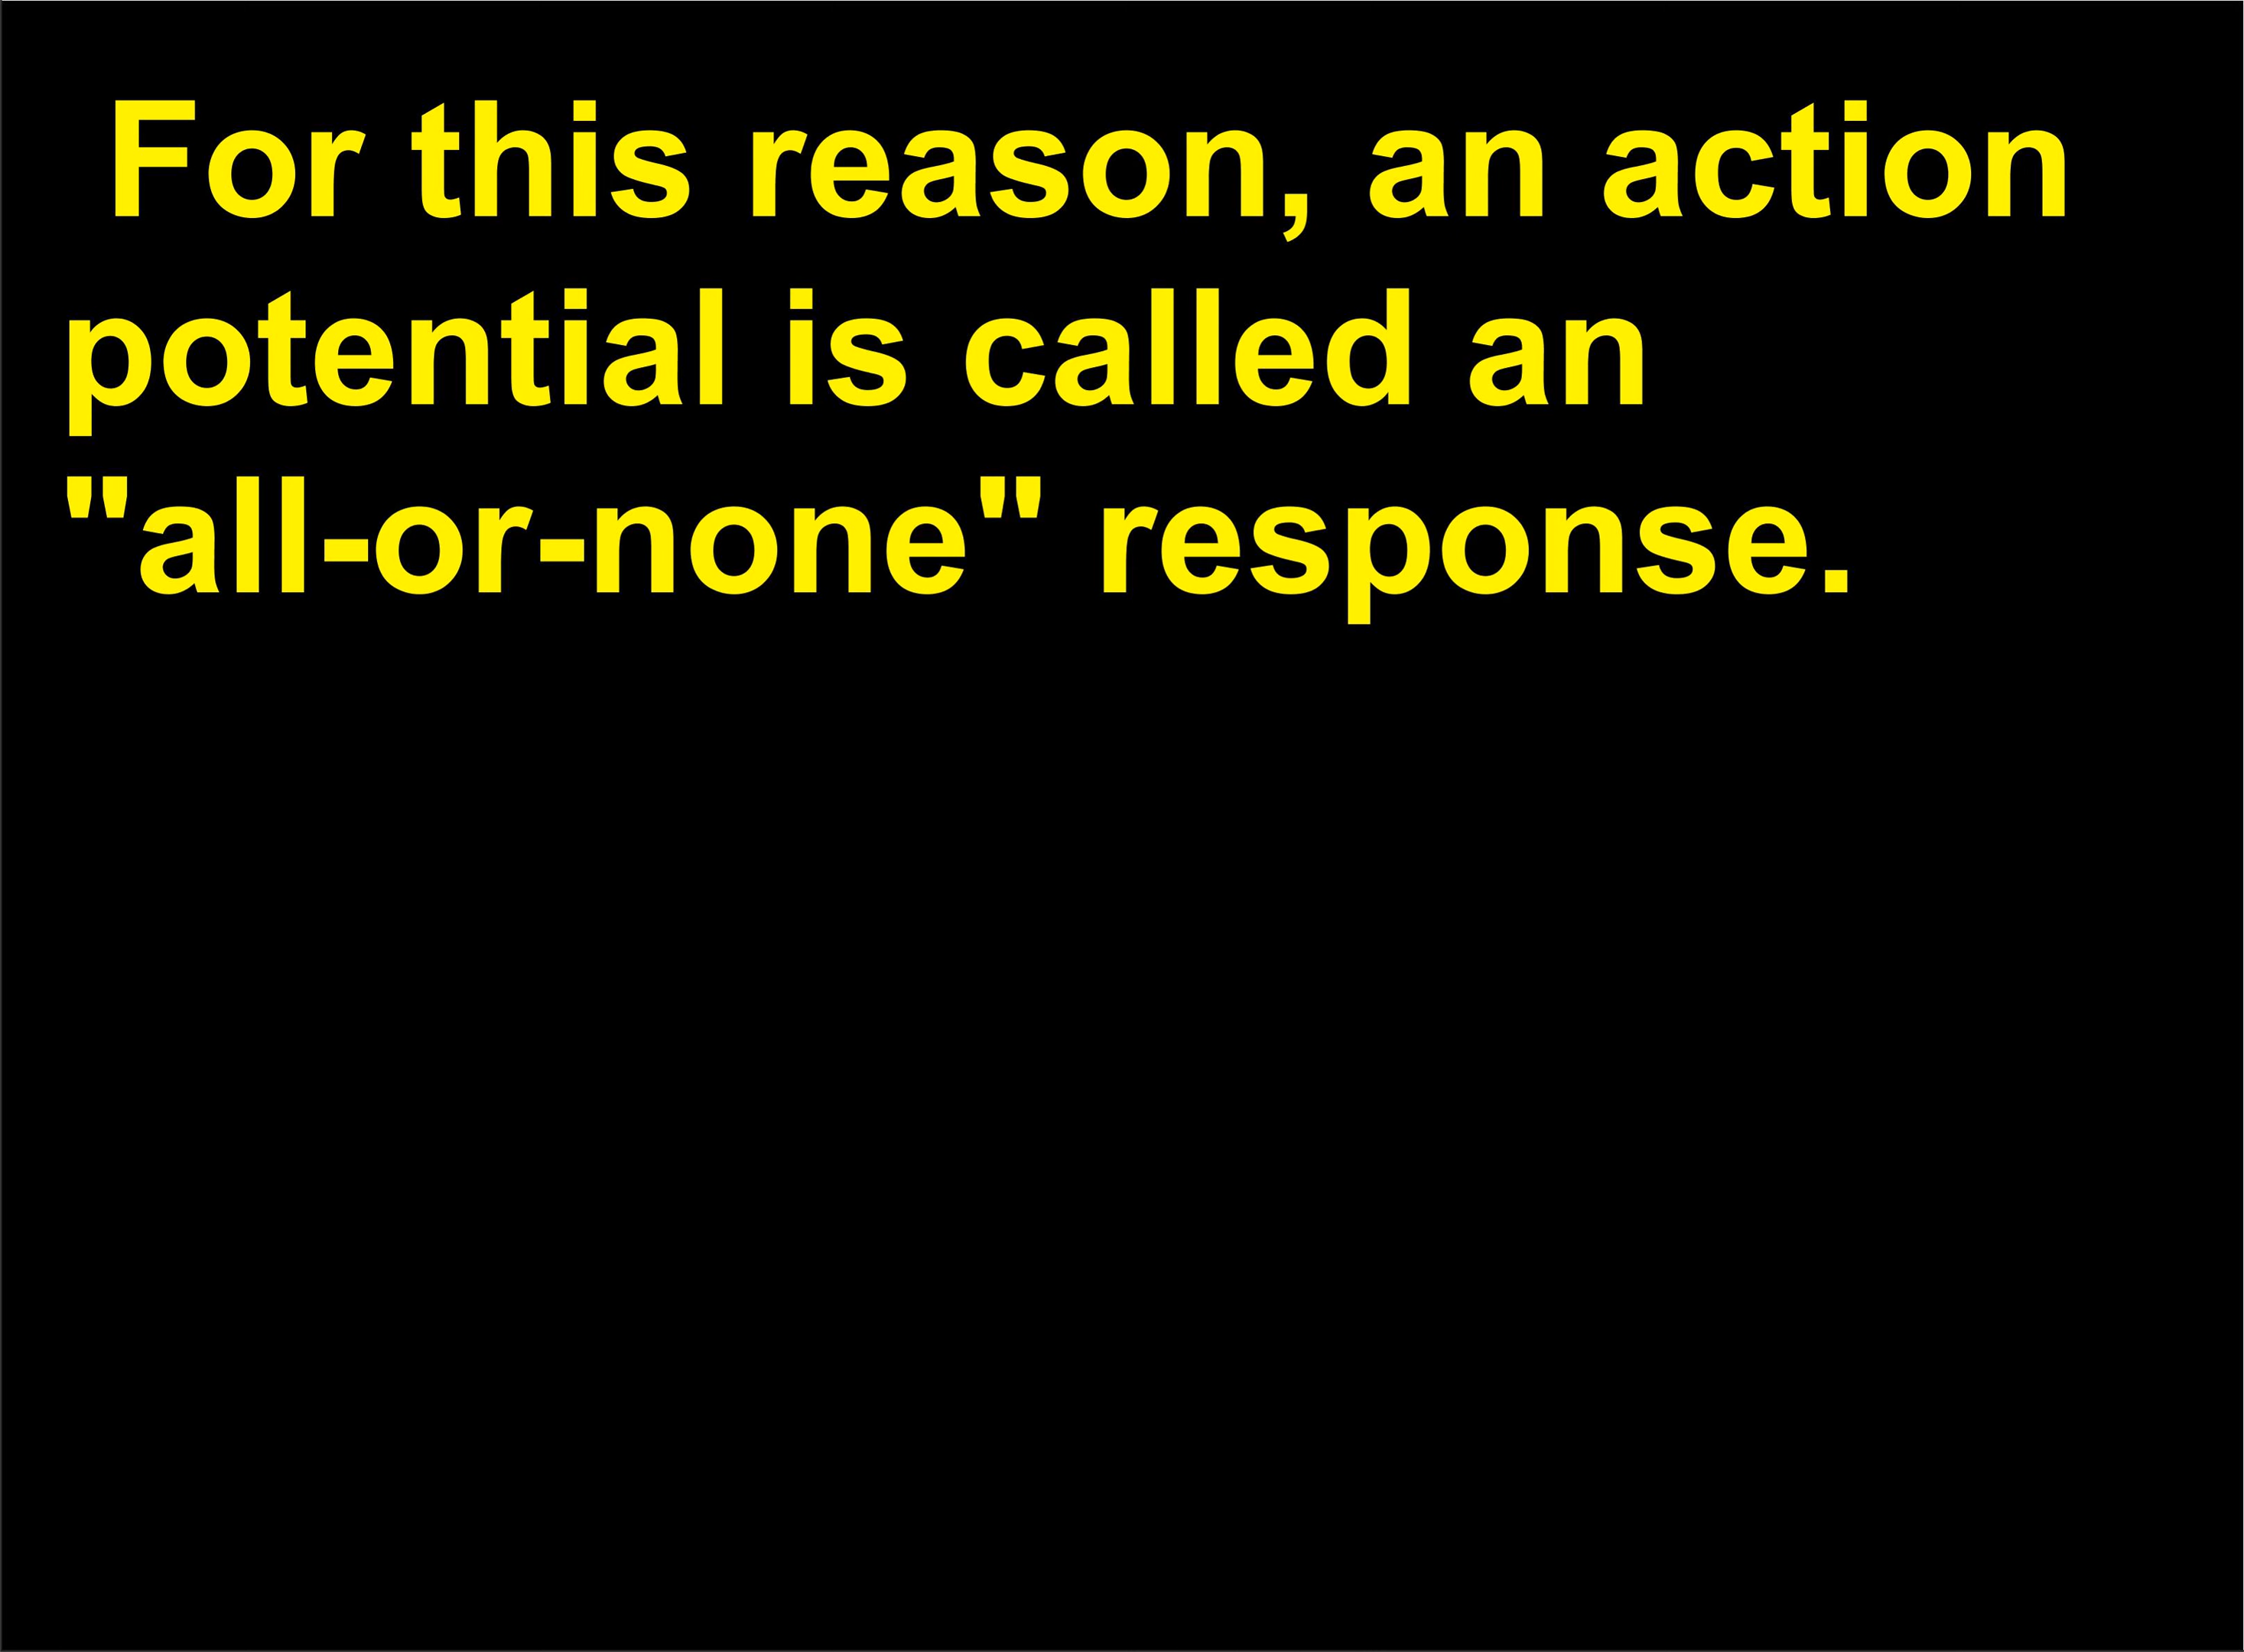 For this reason, an action
potential is called an
"all-or-none" response.